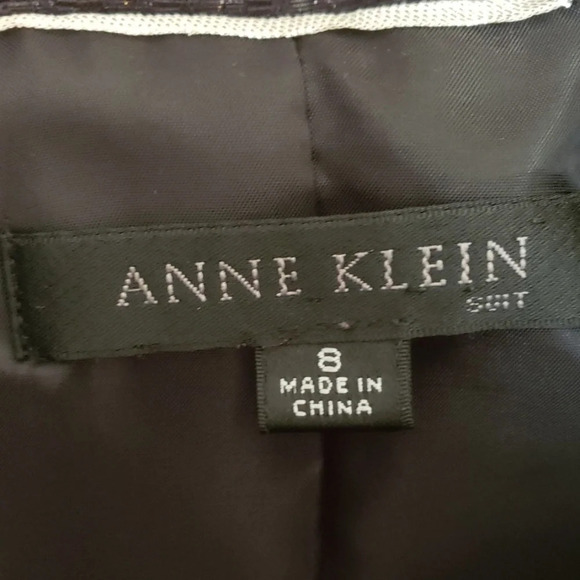 ANNE KLEIN
SUIT
8
MADE IN
CHINA